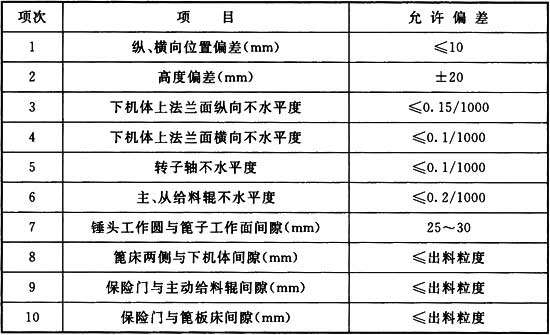 项次 项 目 允 许 偏 差
1 纵、横向位置偏差(mm) ≤10
2 高度偏差(mm) ±20
3 下机体上法兰面纵向不水平度 ≤0.15/1000
4 下机体上法兰面横向不水平度 ≤0.1/1000
5 转子轴不水平度 ≤0.1/1000
6 主、从给料辊不水平度 ≤0.2/1000
7 锤头工作圆与篦子工作面间隙(mm) 25～30
8 篦床两侧与下机体间隙(mm) ≤出料粒度
9 保险门与主动给料辊间隙(mm) ≤出料粒度
10 保险门与篦板床间隙(mm) ≤出料粒度